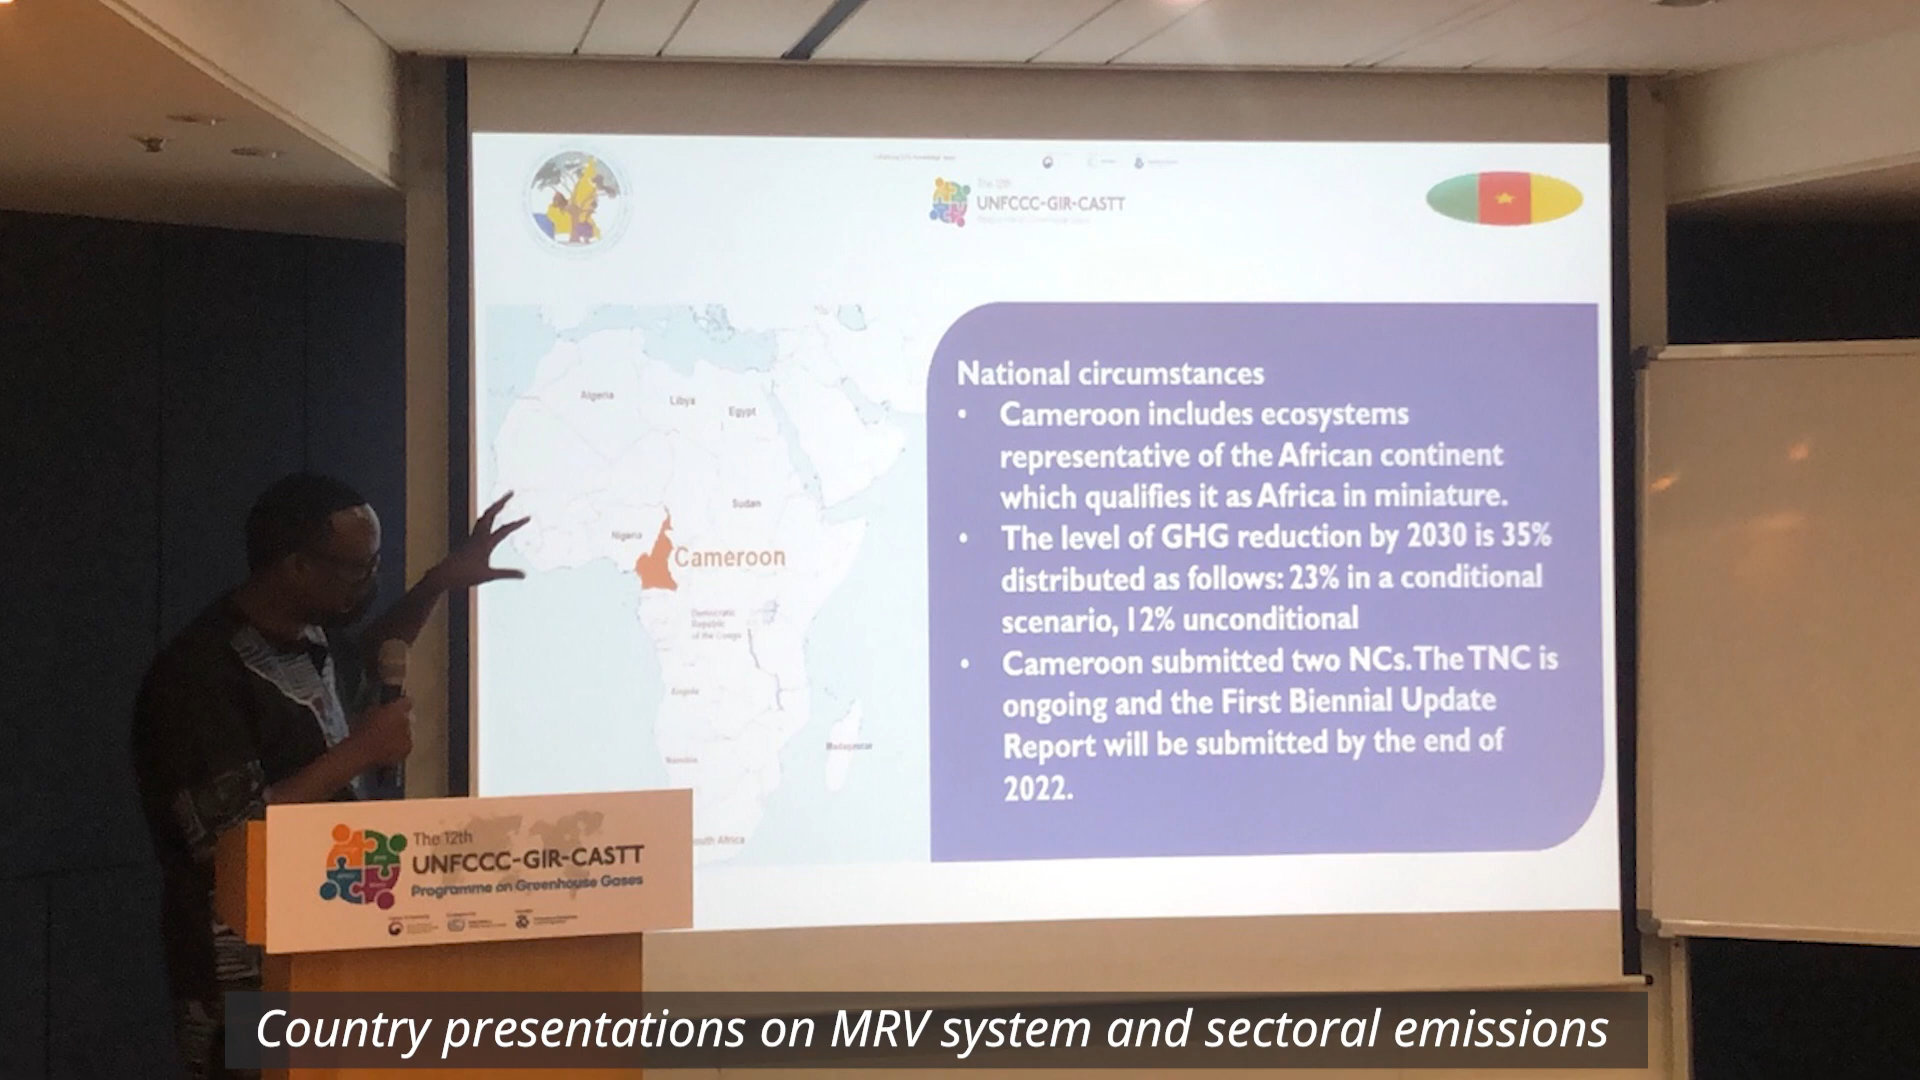 The 12th
UNFCCC-GIR-CASTT
National circumstances
• Cameroon includes ecosystems
representative of the African continent
which qualifies it as Africa in miniature.
• The level of GHG reduction by 2030 is 35%
distributed as follows: 23% in a conditional
scenario, 12% unconditional
• Cameroon submitted two NCs. The TNC is
ongoing and the First Biennial Update
Report will be submitted by the end of
2022.
Algeria
Libya
Egypt
Sudan
Nigeria
Cameroon
Democratic
Republic
of the Congo
Angola
Namibia
Madagascar
South Africa
The 12th
UNFCCC-GIR-CASTT
Programme on Greenhouse Gases
Country presentations on MRV system and sectoral emissions